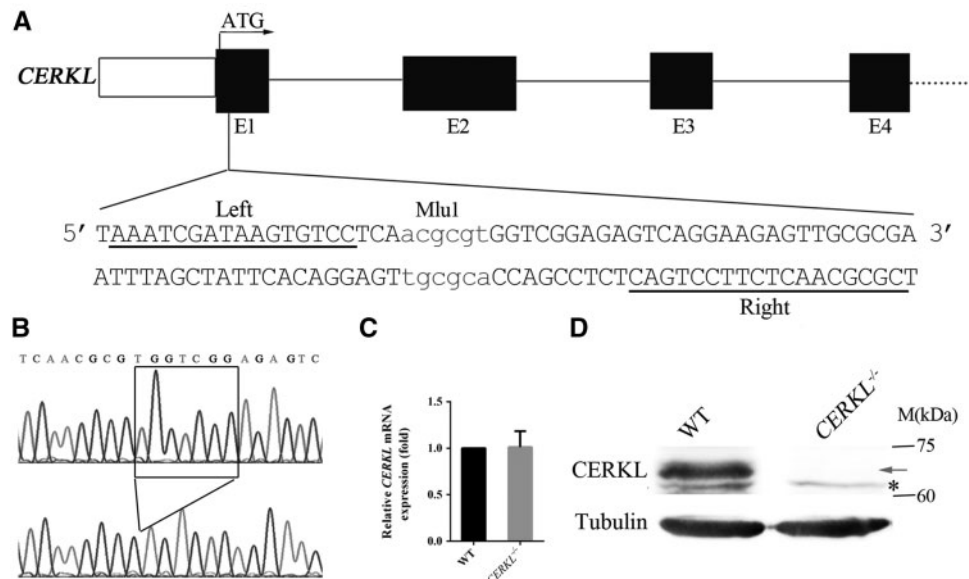 A
ATG
CERKL
E1 E2 E3 E4
Left Mlu1
5′ TAAATCGATAAGTGTCCTCAacgcgtGGTCGGAGAGTCAGGAAGAGTTGCGCGA 3′
ATTTAGCTATTCACAGGAGTtgcgcaCCAGCCTCTCAGTCCTTCTCAACGCGCT
Right
B
TCAACGCGTGGTCGGAGAGTC
C
Relative CERKL mRNA
expression (fold)
1.5
1.0
0.5
0.0
WT CERKL-/-
D
WT CERKL-/- M(kDa)
75
CERKL
*
60
Tubulin